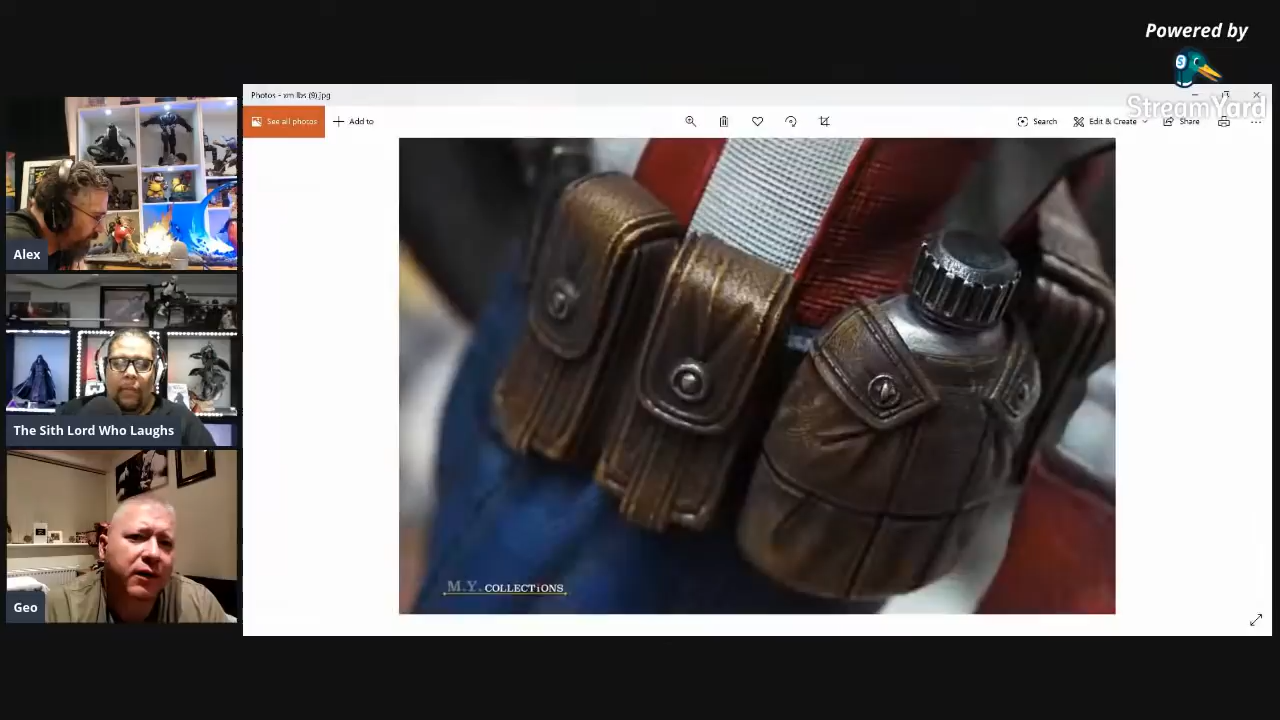 Powered by
StreamYard
Photos - xm lbs (9).jpg
See all photos
Add to
Search
Edit & Create
Share
Alex
The Sith Lord Who Laughs
Geo
M.Y. COLLECTiONS